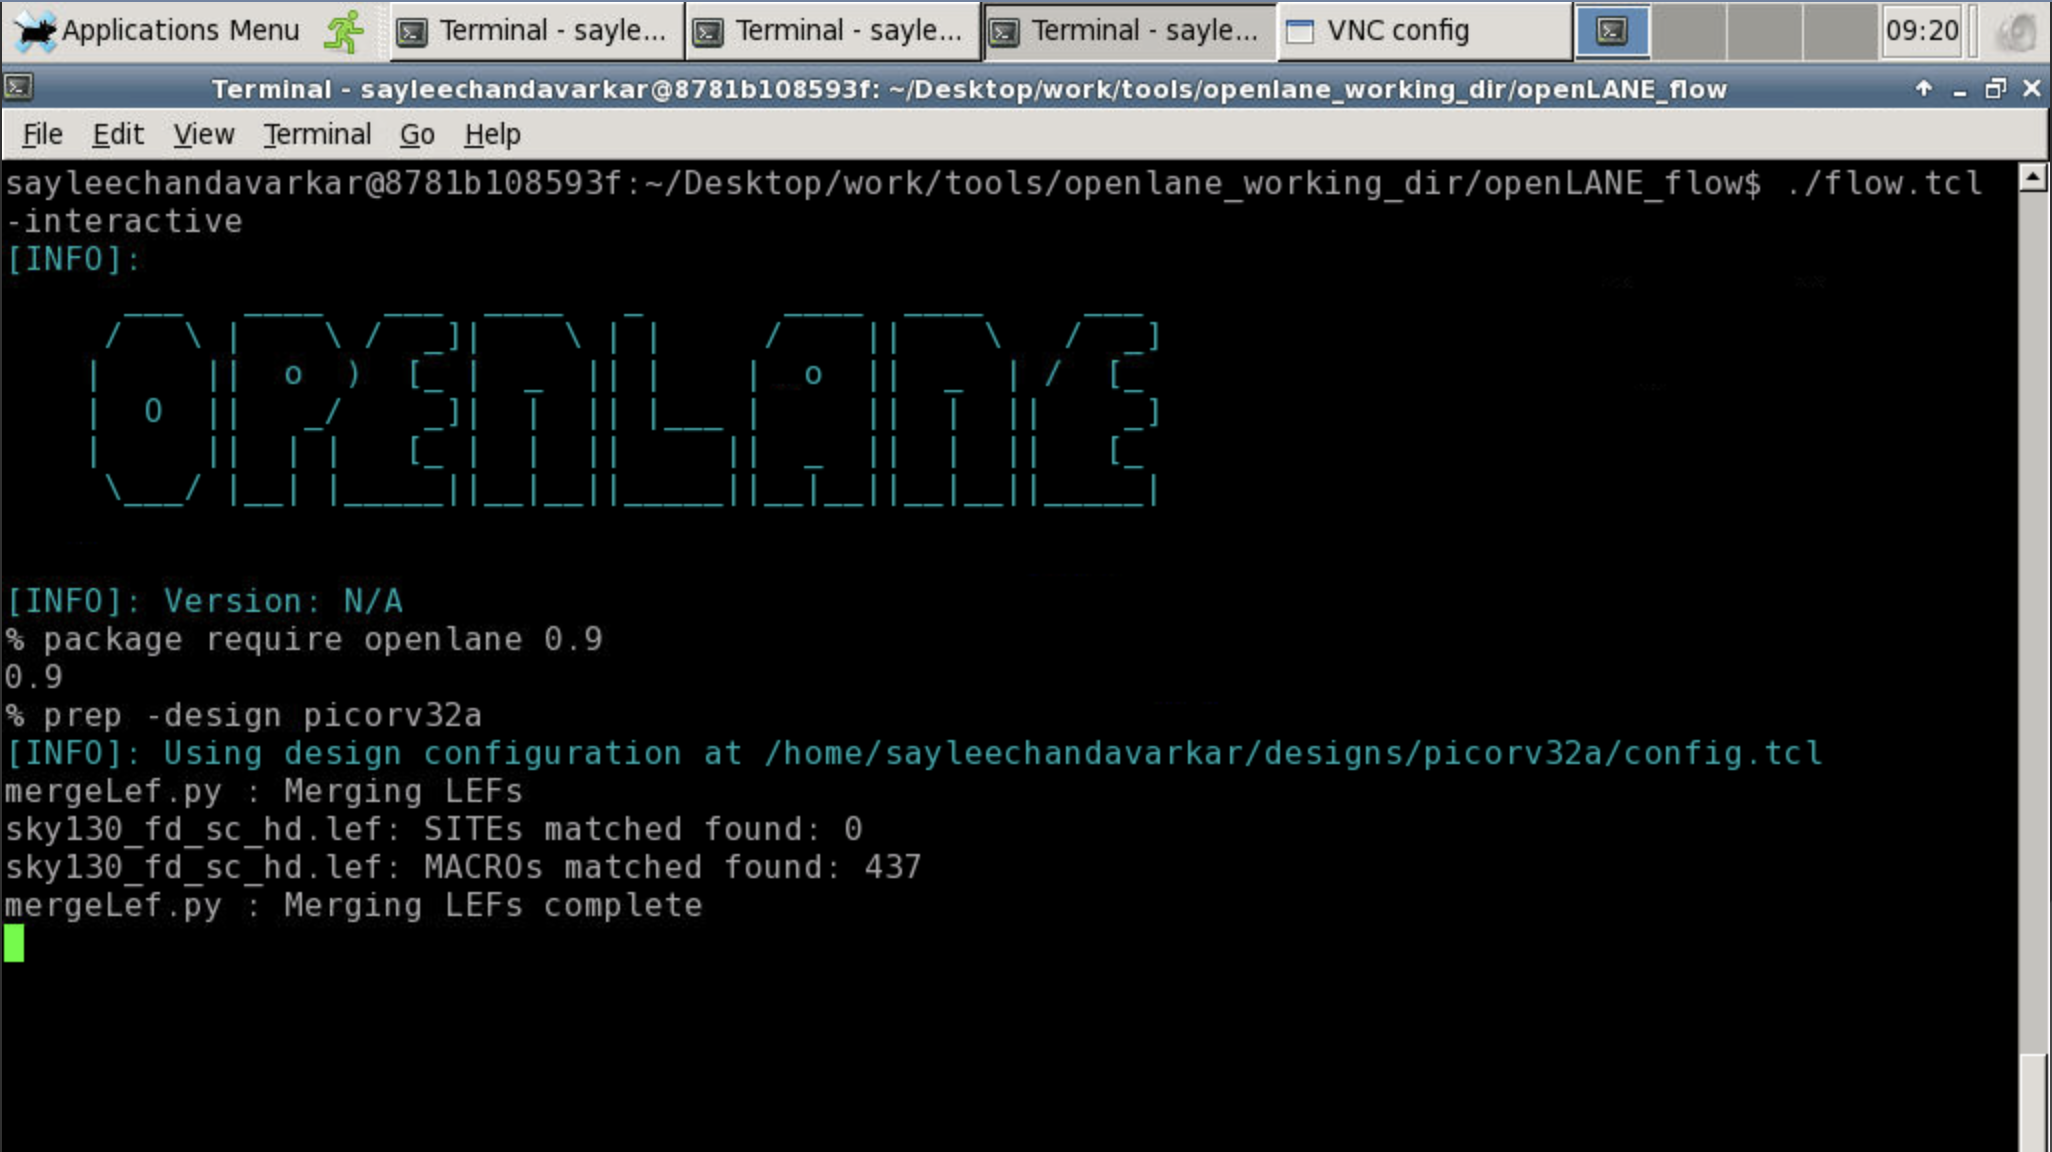 Applications Menu
Terminal - sayle...
Terminal - sayle...
Terminal - sayle...
VNC config
09:20
Terminal - sayleechandavarkar@8781b108593f: ~/Desktop/work/tools/openlane_working_dir/openLANE_flow
File Edit View Terminal Go Help
sayleechandavarkar@8781b108593f:~/Desktop/work/tools/openlane_working_dir/openLANE_flow$ ./flow.tcl
-interactive
[INFO]:
OPENLANE
[INFO]: Version: N/A
% package require openlane 0.9
0.9
% prep -design picorv32a
[INFO]: Using design configuration at /home/sayleechandavarkar/designs/picorv32a/config.tcl
mergeLef.py : Merging LEFs
sky130_fd_sc_hd.lef: SITEs matched found: 0
sky130_fd_sc_hd.lef: MACROs matched found: 437
mergeLef.py : Merging LEFs complete